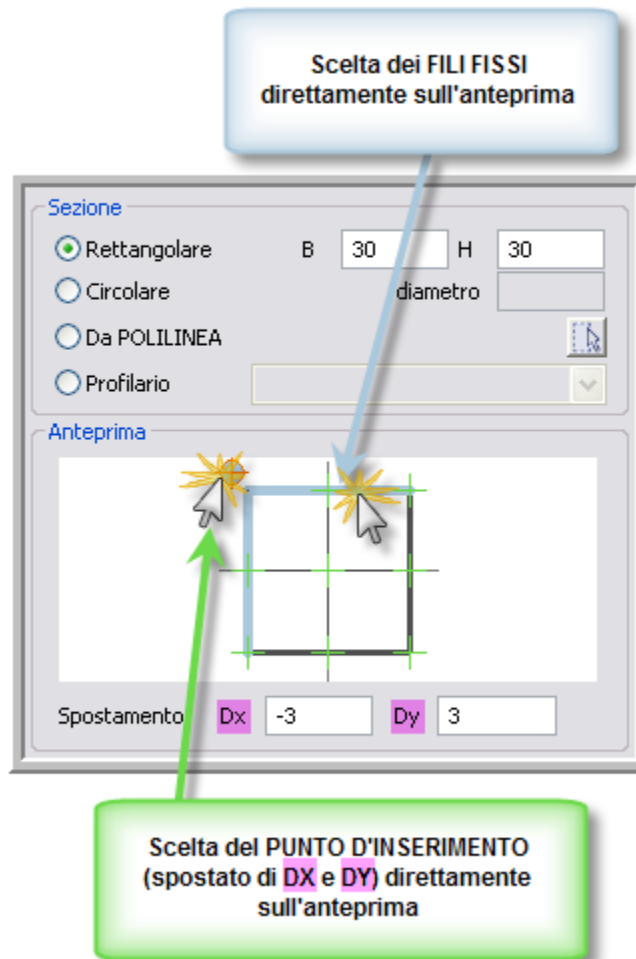 Scelta dei FILI FISSI
direttamente sull'anteprima
Sezione
Rettangolare B 30 H 30
Circolare diametro
Da POLILINEA
Profilario
Anteprima
Spostamento Dx -3 Dy 3
Scelta del PUNTO D'INSERIMENTO
(spostato di DX e DY) direttamente
sull'anteprima